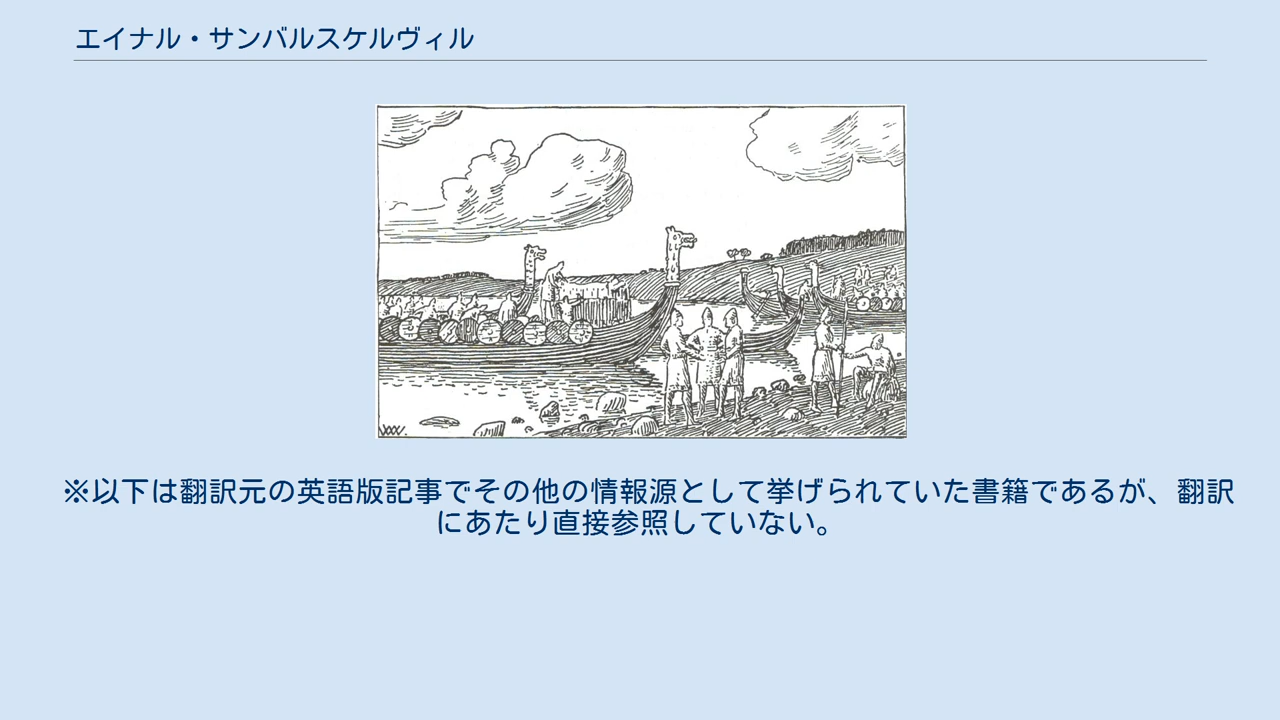 エイナル・サンバルスケルヴィル
※以下は翻訳元の英語版記事でその他の情報源として挙げられていた書籍であるが、翻訳
にあたり直接参照していない。